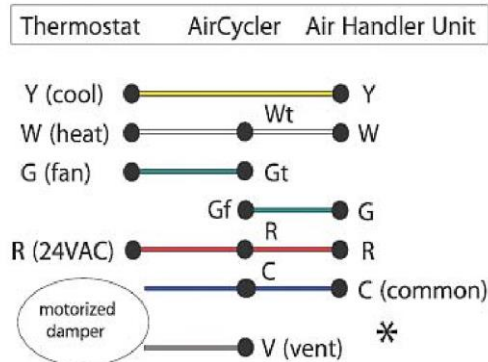 Thermostat AirCycler Air Handler Unit
Y (cool) Y
Wt
W (heat) W
G (fan) Gt
Gf G
R
R (24VAC) R
C
C (common)
motorized
damper
V (vent) *